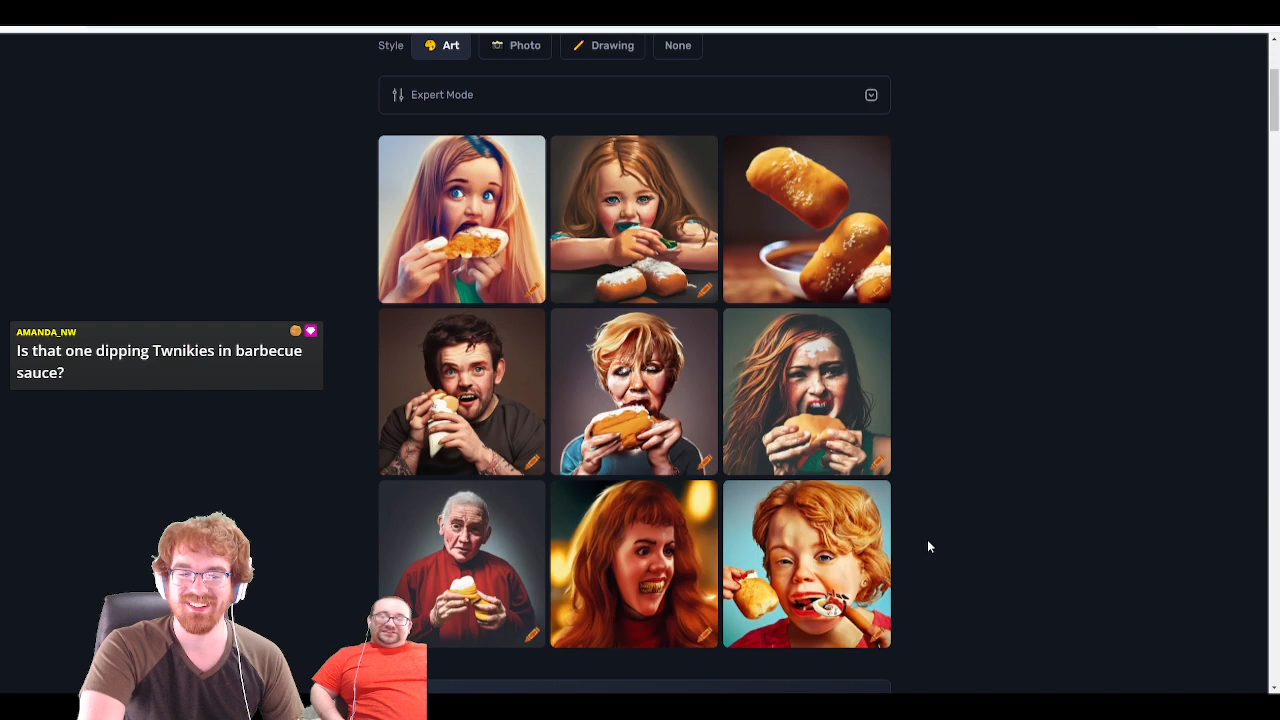 Style
Art
Photo
Drawing
None
Expert Mode
AMANDA_NW
Is that one dipping Twnikies in barbecue
sauce?